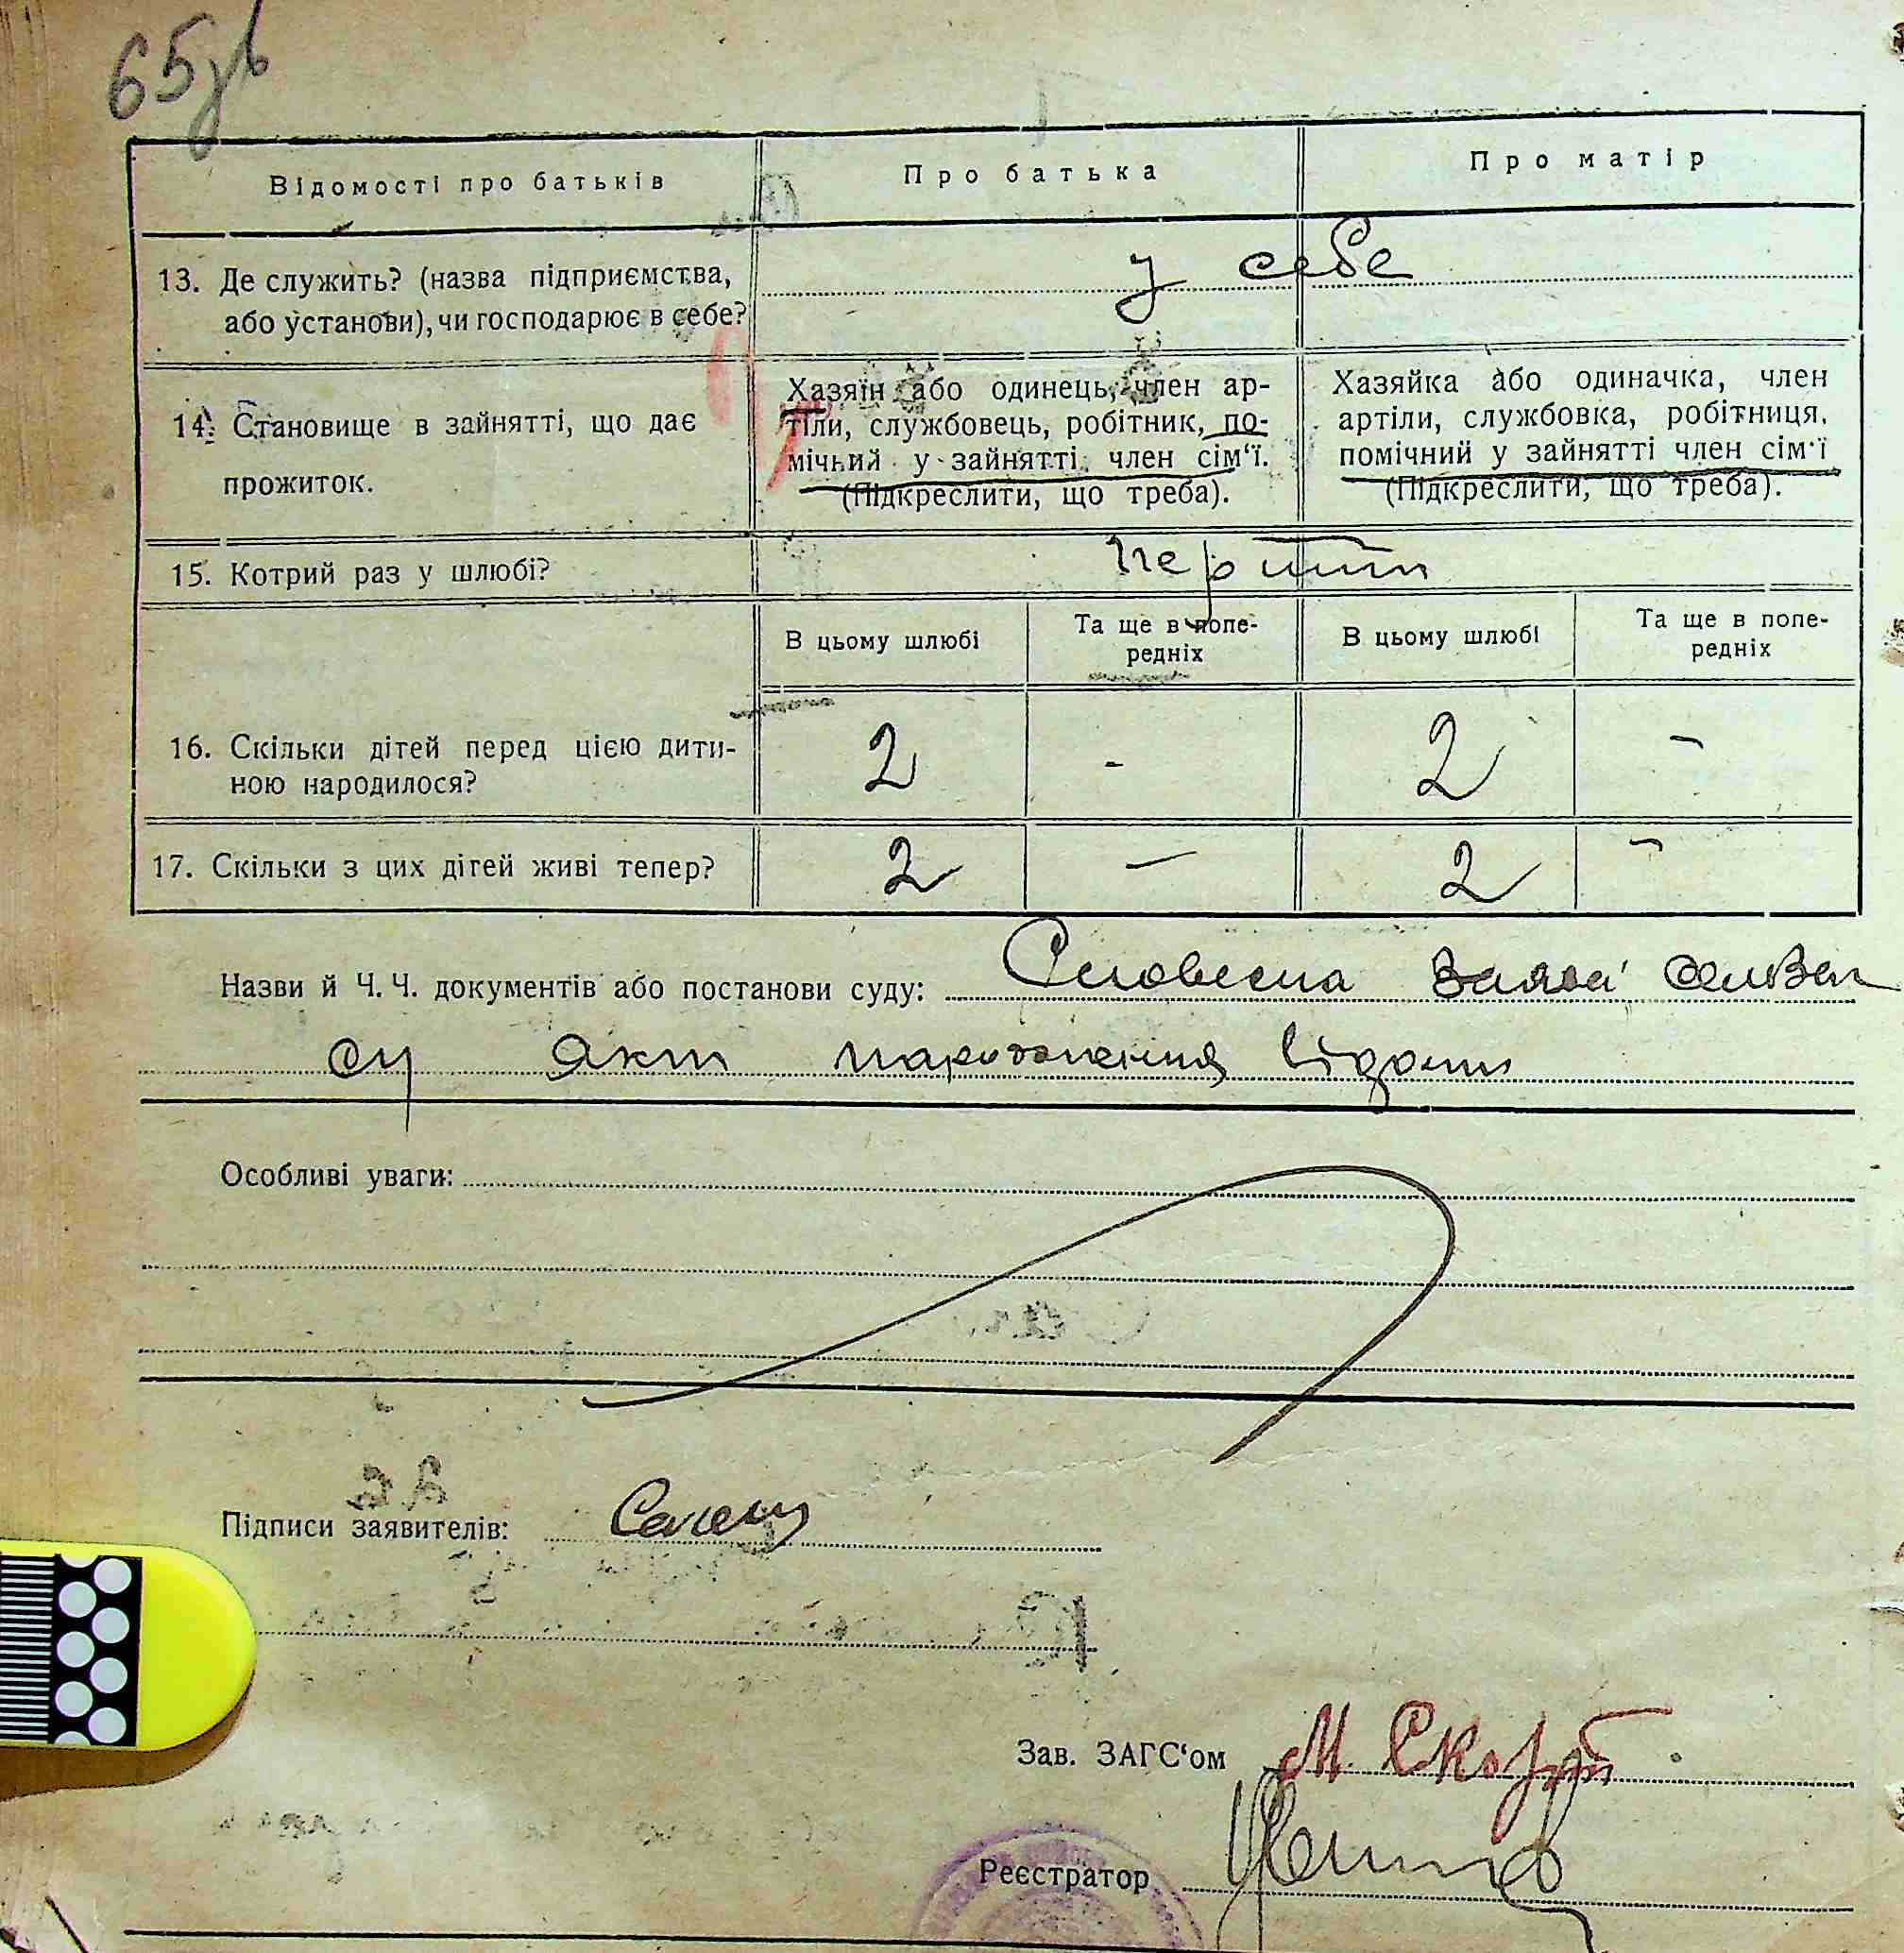 65зв
Відомості про батьків Про батька Про матір
13. Де служить? (назва підприємства, у себе
або установи), чи господарює в себе?
14. Становище в зайнятті, що дає прожиток.
Хазяїн або одинець, член ар-
тіли, службовець, робітник, по-
мічний у зайнятті член сім‘ї.
(Підкреслити, що треба).
Хазяйка або одиначка, член
артіли, службовка, робітниця,
помічний у зайнятті член сім‘ї
(Підкреслити, що треба).
15. Котрий раз у шлюбі? перший
В цьому шлюбі Та ще в попе-
редніх В цьому шлюбі Та ще в попе-
редніх
16. Скільки дітей перед цією дити-
ною народилося? 2 - 2 -
17. Скільки з цих дітей живі тепер? 2 — 2 -
Назви й Ч. Ч. документів або постанови суду: Словесна заява
акт народження
Особливі уваги:
Підписи заявителів:
Зав. ЗАГС‘ом М.
Реєстратор